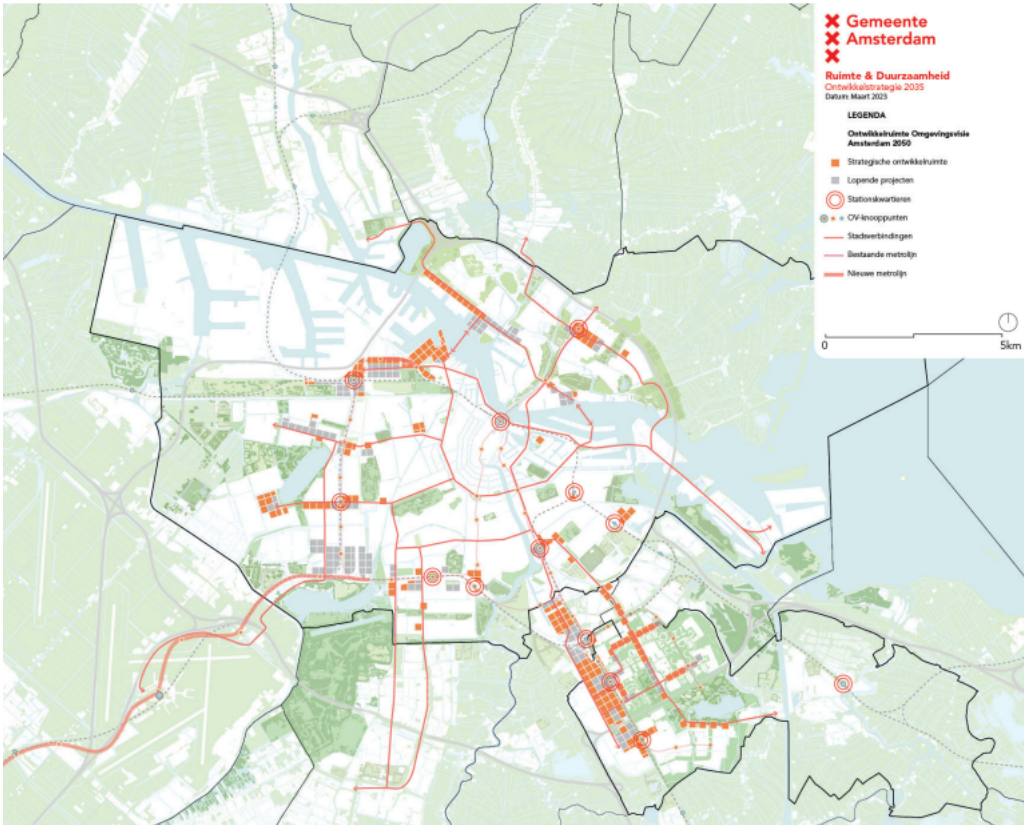 Gemeente
Amsterdam
Ruimte & Duurzaamheid
Ontwikkelstrategie 2035
Datum: Maart 2023
LEGENDA
Ontwikkelruimte Omgevingsvisie
Amsterdam 2050
Strategische ontwikkelruimte
Lopende projecten
Stationskwartieren
OV-knooppunten
Stadsverbindingen
Bestaande metrolijn
Nieuwe metrolijn
0 5km